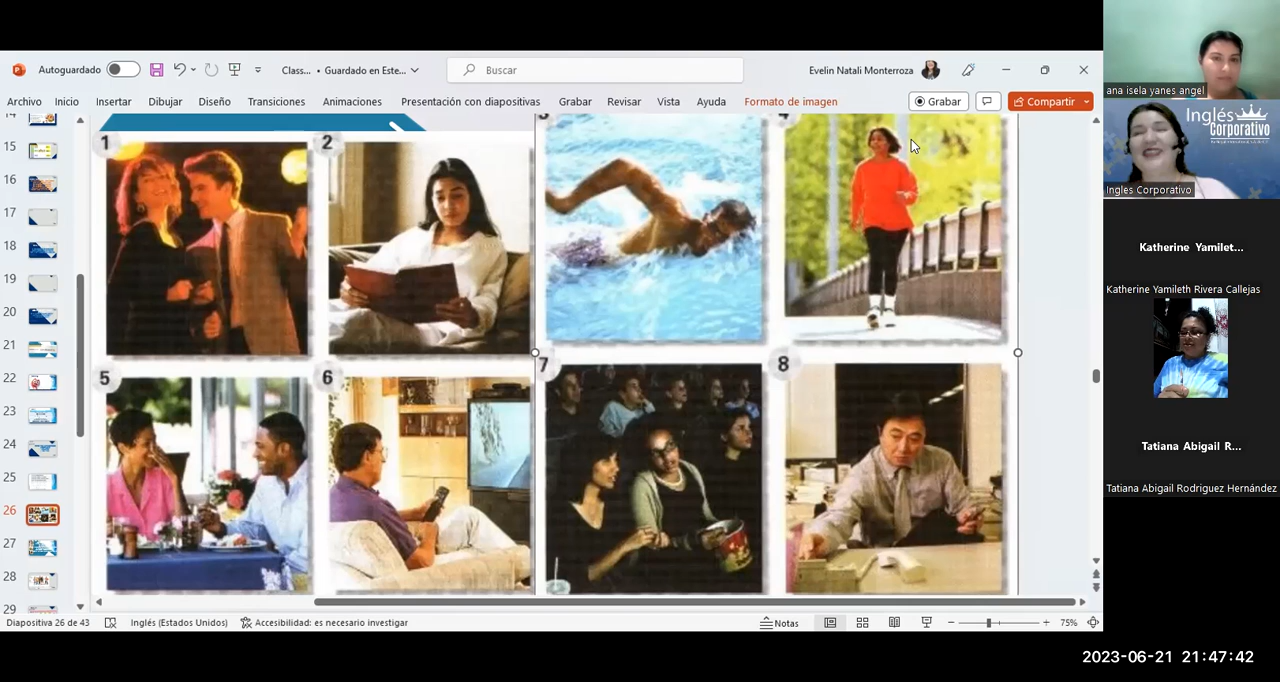 Autoguardado
Class... • Guardado en Este...
Buscar
Evelin Natali Monterroza
Archivo Inicio Insertar Dibujar Diseño Transiciones Animaciones Presentación con diapositivas Grabar Revisar Vista Ayuda Formato de imagen
Grabar
Compartir
14
15
16
17
18
19
20
21
22
23
24
25
26
27
28
29
1 2 3 4
5 6 7 8
Diapositiva 26 de 43 Inglés (Estados Unidos) Accesibilidad: es necesario investigar
Notas
75%
ana isela yanes angel
Inglés
Corporativo
Ingles Corporativo
Katherine Yamilet...
Katherine Yamileth Rivera Callejas
Tatiana Abigail R...
Tatiana Abigail Rodriguez Hernández
2023-06-21 21:47:42